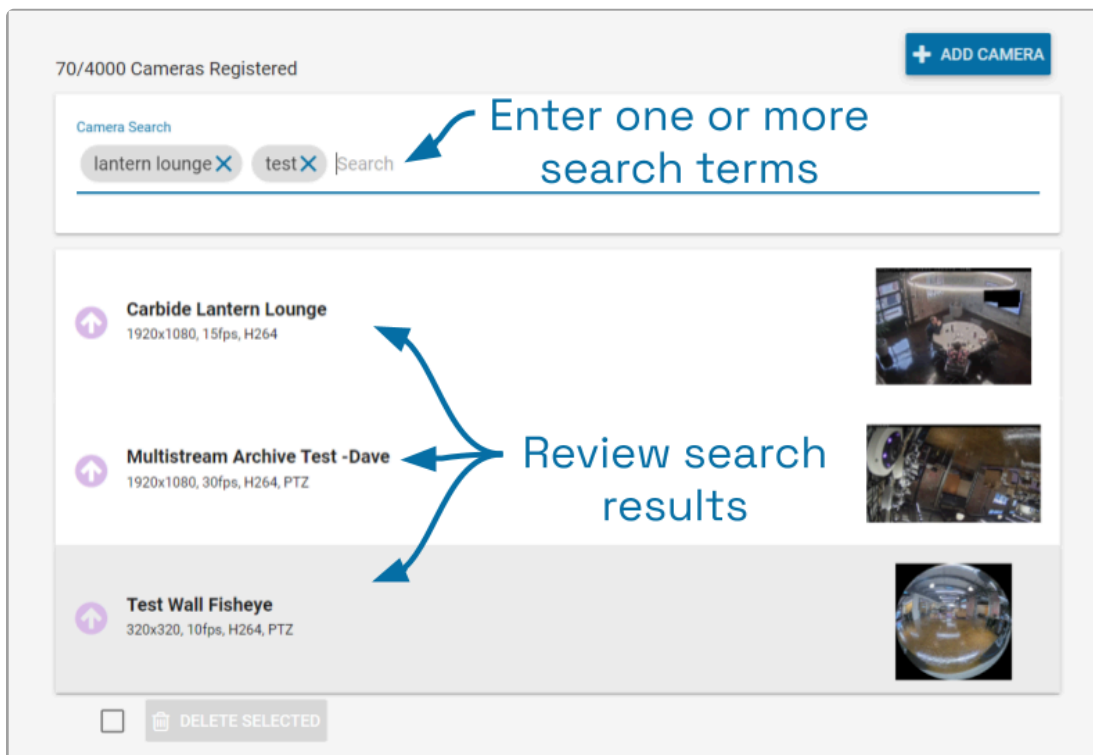 70/4000 Cameras Registered
ADD CAMERA
Camera Search
lantern lounge
test
Search
Enter one or more
search terms
Carbide Lantern Lounge
1920x1080, 15fps, H264
Multistream Archive Test -Dave
1920x1080, 30fps, H264, PTZ
Review search
results
Test Wall Fisheye
320x320, 10fps, H264, PTZ
DELETE SELECTED